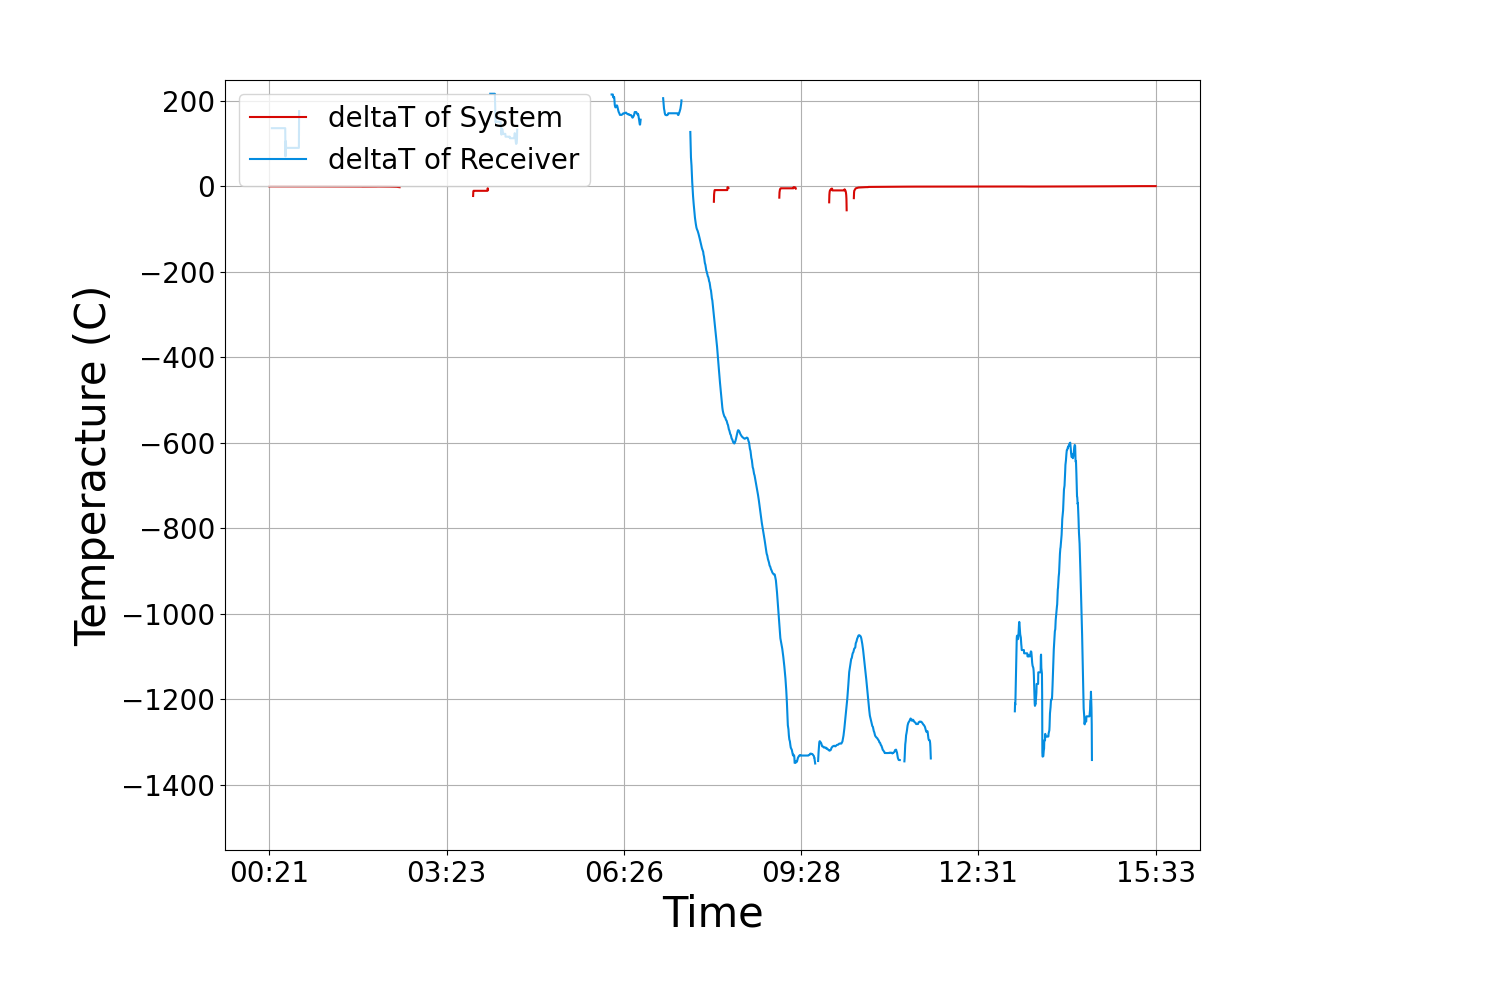 deltaT of System
deltaT of Receiver
200
0
−200
−400
−600
−800
−1000
−1200
−1400
Temperacture (C)
00:21 03:23 06:26 09:28 12:31 15:33
Time